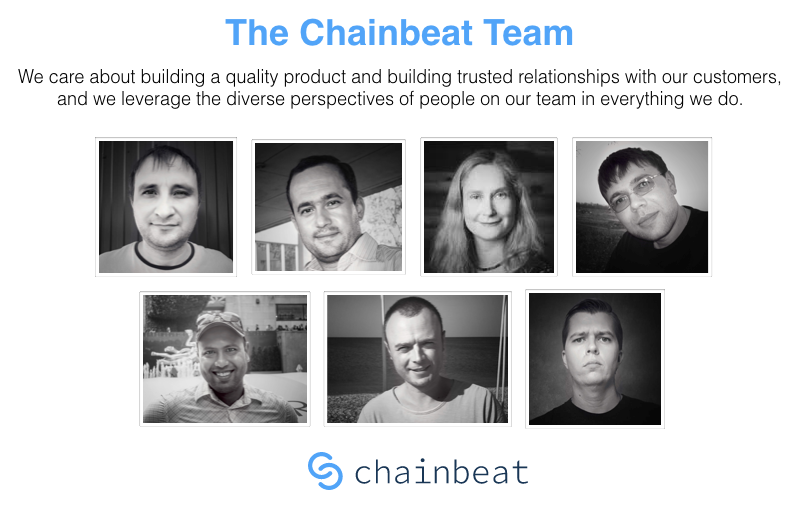 The Chainbeat Team
We care about building a quality product and building trusted relationships with our customers,
and we leverage the diverse perspectives of people on our team in everything we do.
chainbeat